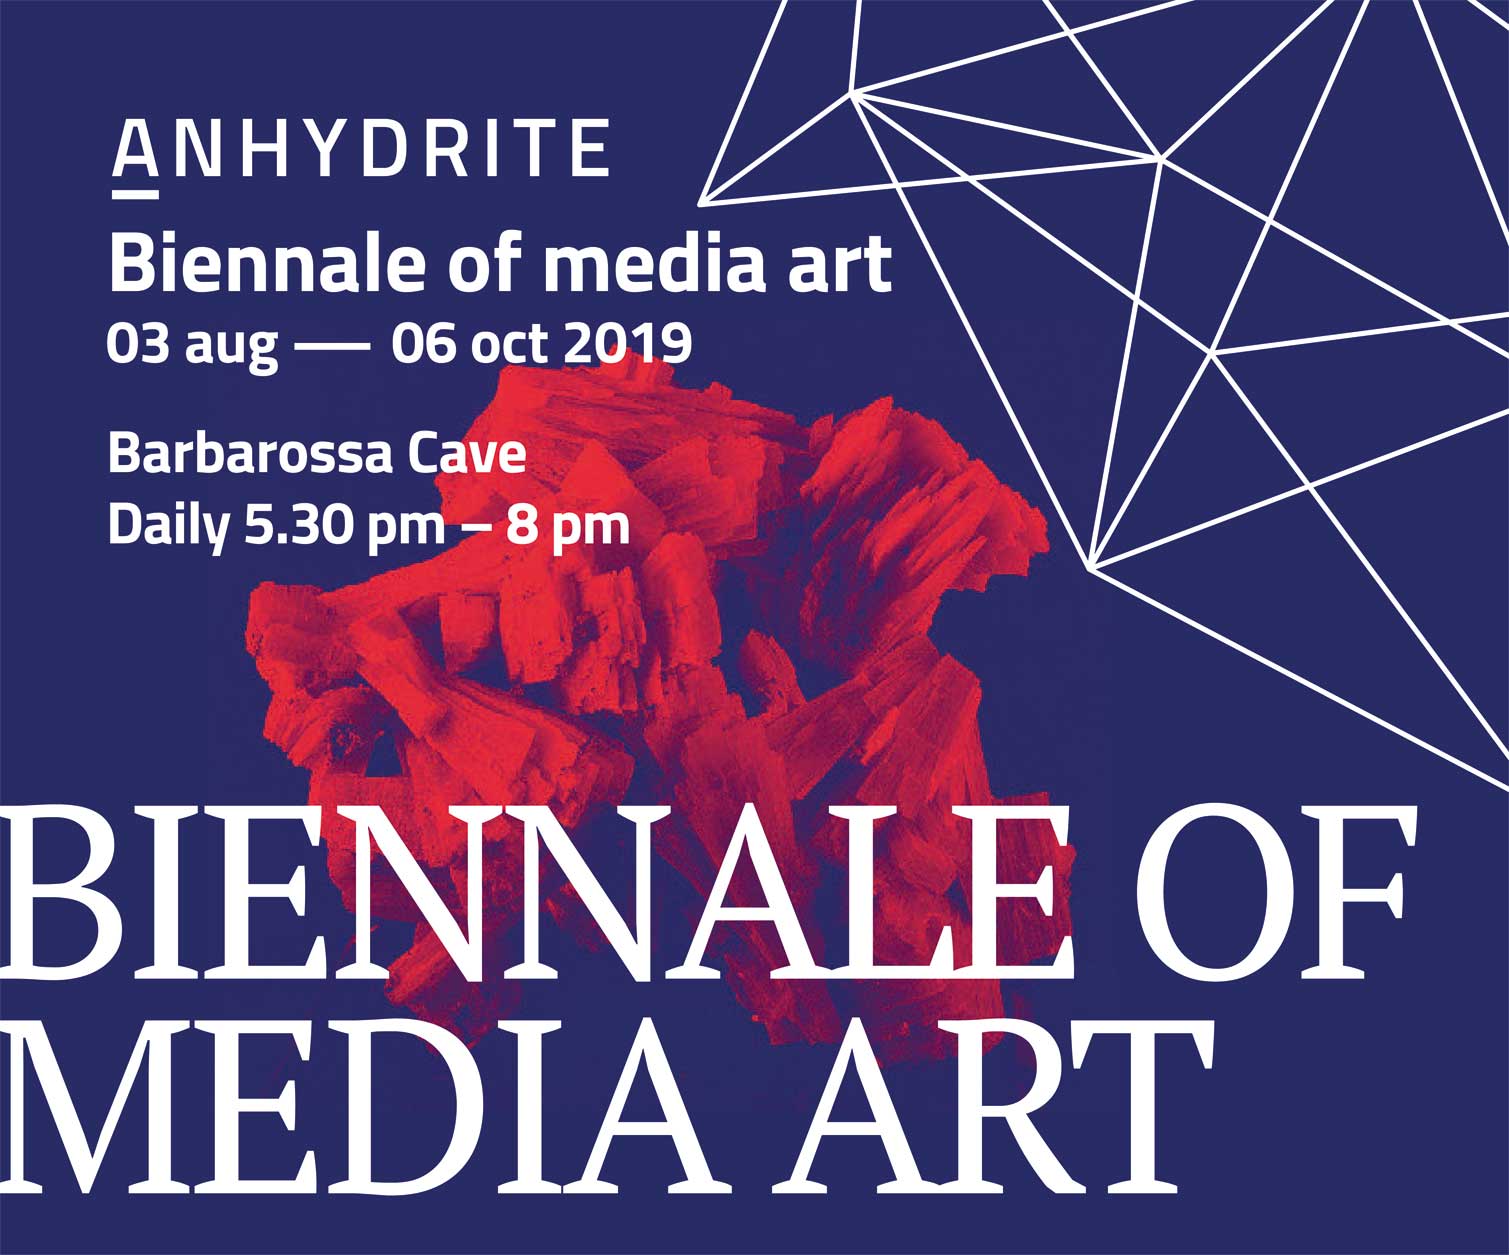 ANHYDRITE
Biennale of media art
03 aug — 06 oct 2019
Barbarossa Cave
Daily 5.30 pm – 8 pm
BIENNALE OF
MEDIA ART